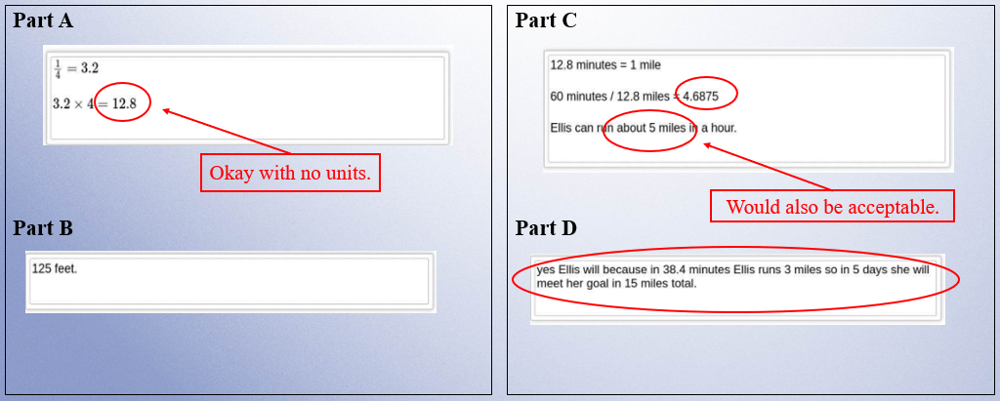 Part A
1/4 = 3.2
3.2 × 4 = 12.8
Okay with no units.
Part B
125 feet.
Part C
12.8 minutes = 1 mile
60 minutes / 12.8 miles = 4.6875
Ellis can run about 5 miles in a hour.
Would also be acceptable.
Part D
yes Ellis will because in 38.4 minutes Ellis runs 3 miles so in 5 days she will
meet her goal in 15 miles total.